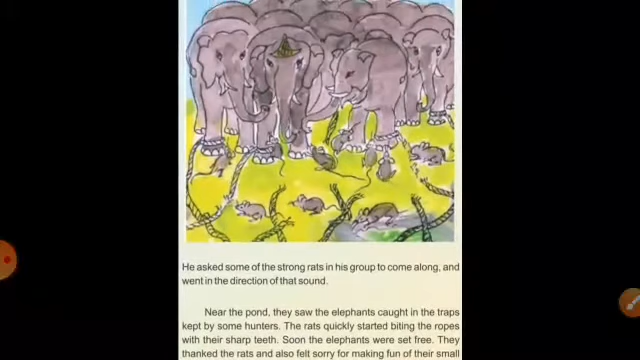 He asked some of the strong rats in his group to come along, and
went in the direction of that sound.
Near the pond, they saw the elephants caught in the traps
kept by some hunters. The rats quickly started biting the ropes
with their sharp teeth. Soon the elephants were set free. They
thanked the rats and also felt sorry for making fun of their small